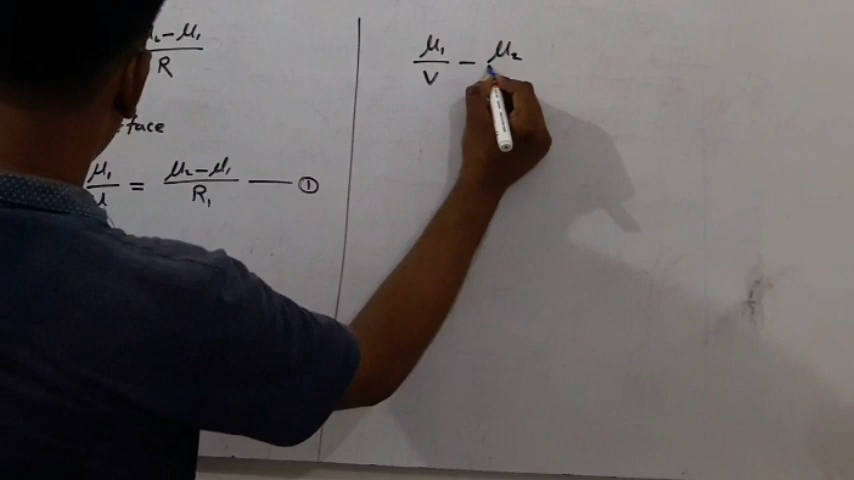 μ₂-μ₁
R
face
μ₁/u = μ₂-μ₁/R₁ — ①
μ₁/V - μ₂